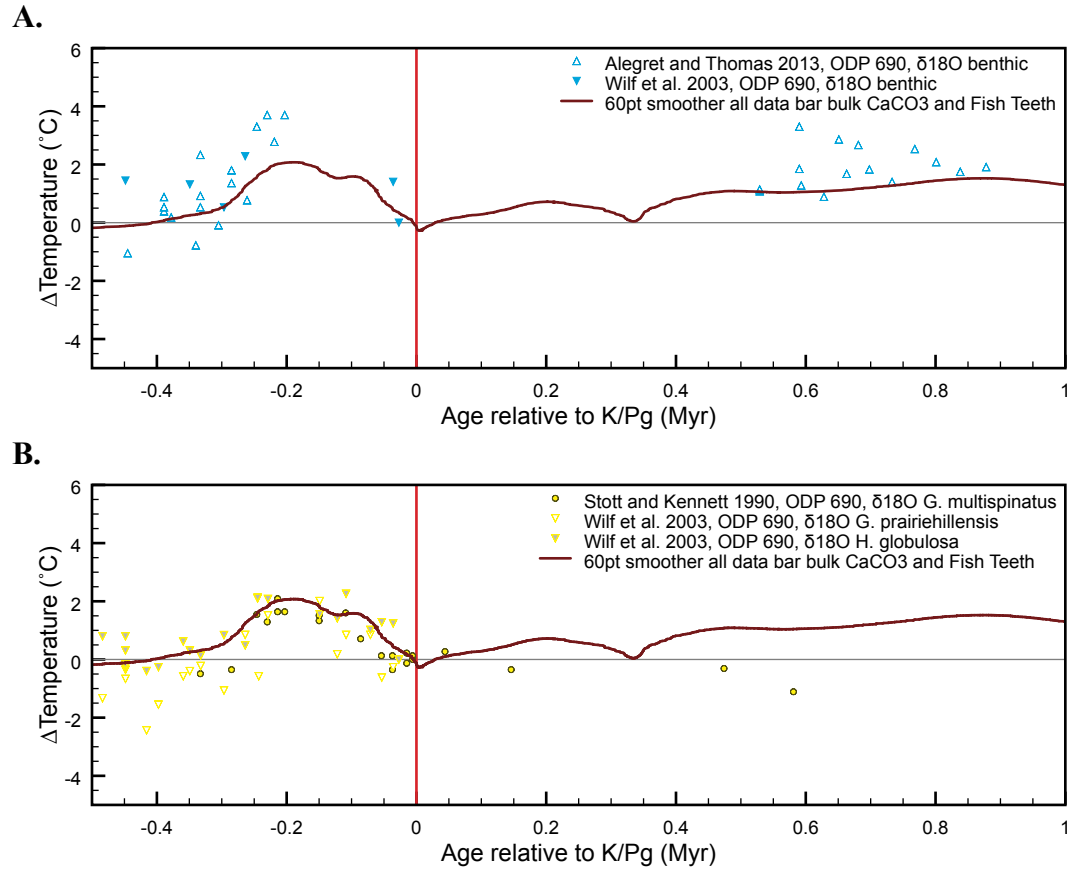 A.
6
4
2
0
-2
-4
ΔTemperature (˚C)
Alegret and Thomas 2013, ODP 690, δ18O benthic
Wilf et al. 2003, ODP 690, δ18O benthic
60pt smoother all data bar bulk CaCO3 and Fish Teeth
-0.4 -0.2 0 0.2 0.4 0.6 0.8 1
Age relative to K/Pg (Myr)
B.
6
4
2
0
-2
-4
ΔTemperature (˚C)
Stott and Kennett 1990, ODP 690, δ18O G. multispinatus
Wilf et al. 2003, ODP 690, δ18O G. prairiehillensis
Wilf et al. 2003, ODP 690, δ18O H. globulosa
60pt smoother all data bar bulk CaCO3 and Fish Teeth
-0.4 -0.2 0 0.2 0.4 0.6 0.8 1
Age relative to K/Pg (Myr)